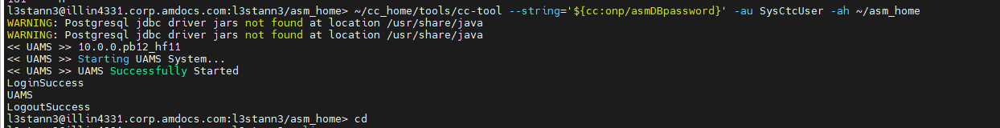 l3stann3@illin4331.corp.amdocs.com:l3stann3/asm_home> ~/cc_home/tools/cc-tool --string='${cc:onp/asmDBpassword}' -au SysCtcUser -ah ~/asm_home
WARNING: Postgresql jdbc driver jars not found at location /usr/share/java
WARNING: Postgresql jdbc driver jars not found at location /usr/share/java
<< UAMS >> 10.0.0.pb12_hf11
<< UAMS >> Starting UAMS System...
<< UAMS >> UAMS Successfully Started
LoginSuccess
UAMS
LogoutSuccess
l3stann3@illin4331.corp.amdocs.com:l3stann3/asm_home> cd